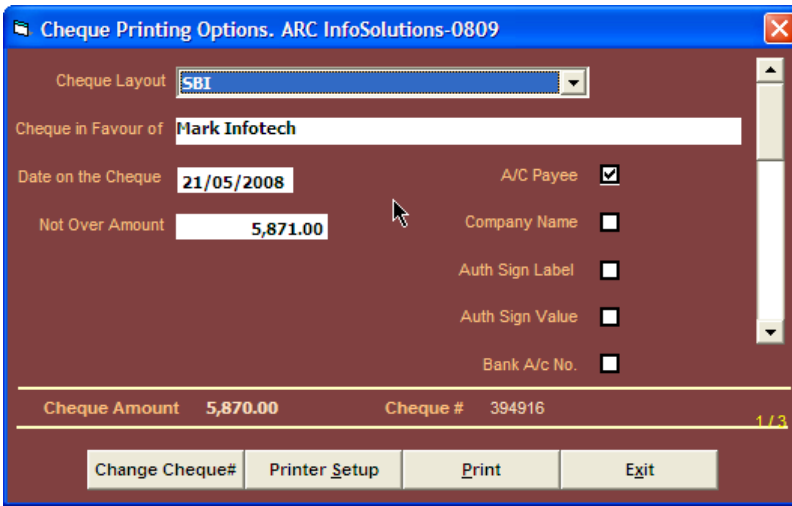 Cheque Printing Options. ARC InfoSolutions-0809
Cheque Layout SBI
Cheque in Favour of Mark Infotech
Date on the Cheque 21/05/2008 A/C Payee
Not Over Amount 5,871.00 Company Name
Auth Sign Label
Auth Sign Value
Bank A/c No.
Cheque Amount 5,870.00 Cheque # 394916
1 / 3
Change Cheque# Printer Setup Print Exit